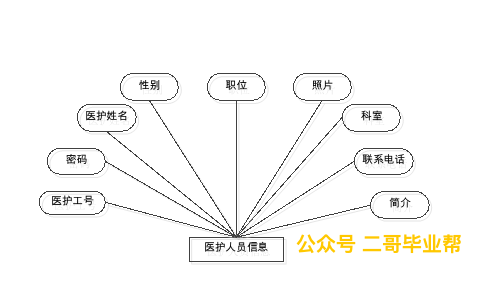 性别
职位
照片
医护姓名
科室
密码
联系电话
医护工号
简介
医护人员信息
公众号 二哥毕业帮